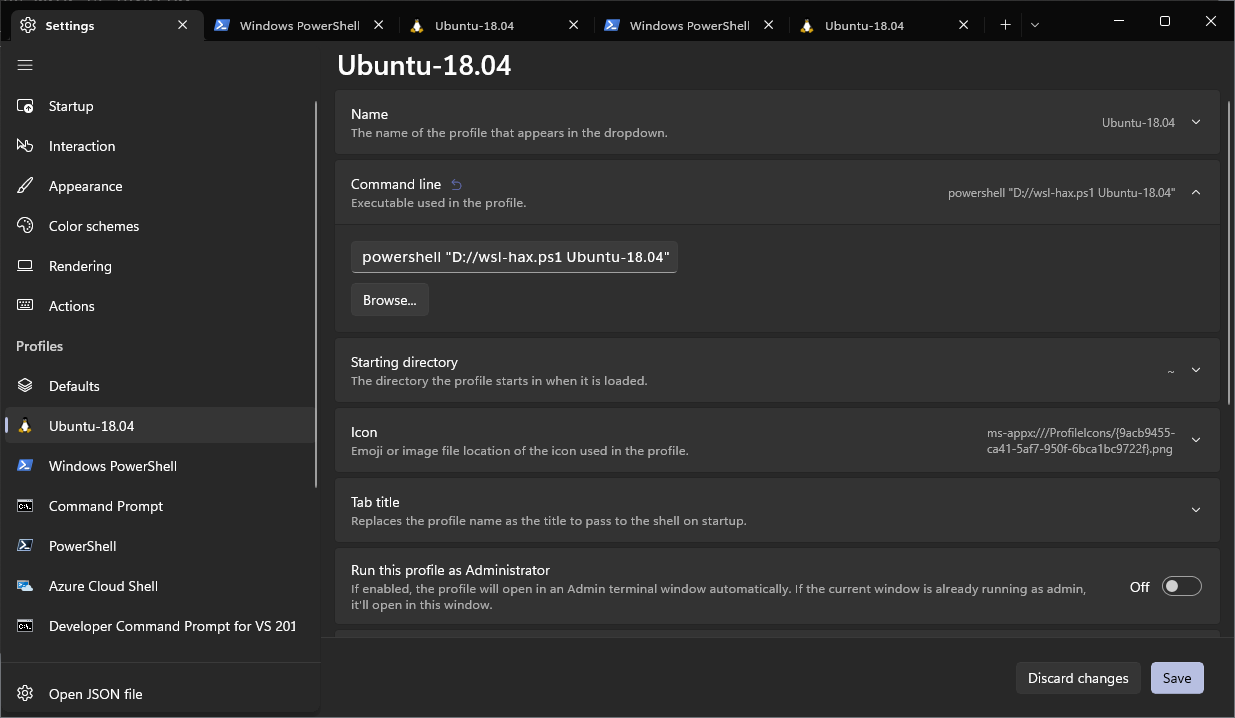 Settings
Windows PowerShell
Ubuntu-18.04
Windows PowerShell
Ubuntu-18.04
Startup
Interaction
Appearance
Color schemes
Rendering
Actions
Profiles
Defaults
Ubuntu-18.04
Windows PowerShell
Command Prompt
PowerShell
Azure Cloud Shell
Developer Command Prompt for VS 201
Open JSON file
Ubuntu-18.04
Name
The name of the profile that appears in the dropdown.
Ubuntu-18.04
Command line
Executable used in the profile.
powershell "D://wsl-hax.ps1 Ubuntu-18.04"
powershell "D://wsl-hax.ps1 Ubuntu-18.04"
Browse...
Starting directory
The directory the profile starts in when it is loaded.
~
Icon
Emoji or image file location of the icon used in the profile.
ms-appx:///ProfileIcons/{9acb9455-
ca41-5af7-950f-6bca1bc9722f}.png
Tab title
Replaces the profile name as the title to pass to the shell on startup.
Run this profile as Administrator
If enabled, the profile will open in an Admin terminal window automatically. If the current window is already running as admin,
it'll open in this window.
Off
Discard changes
Save